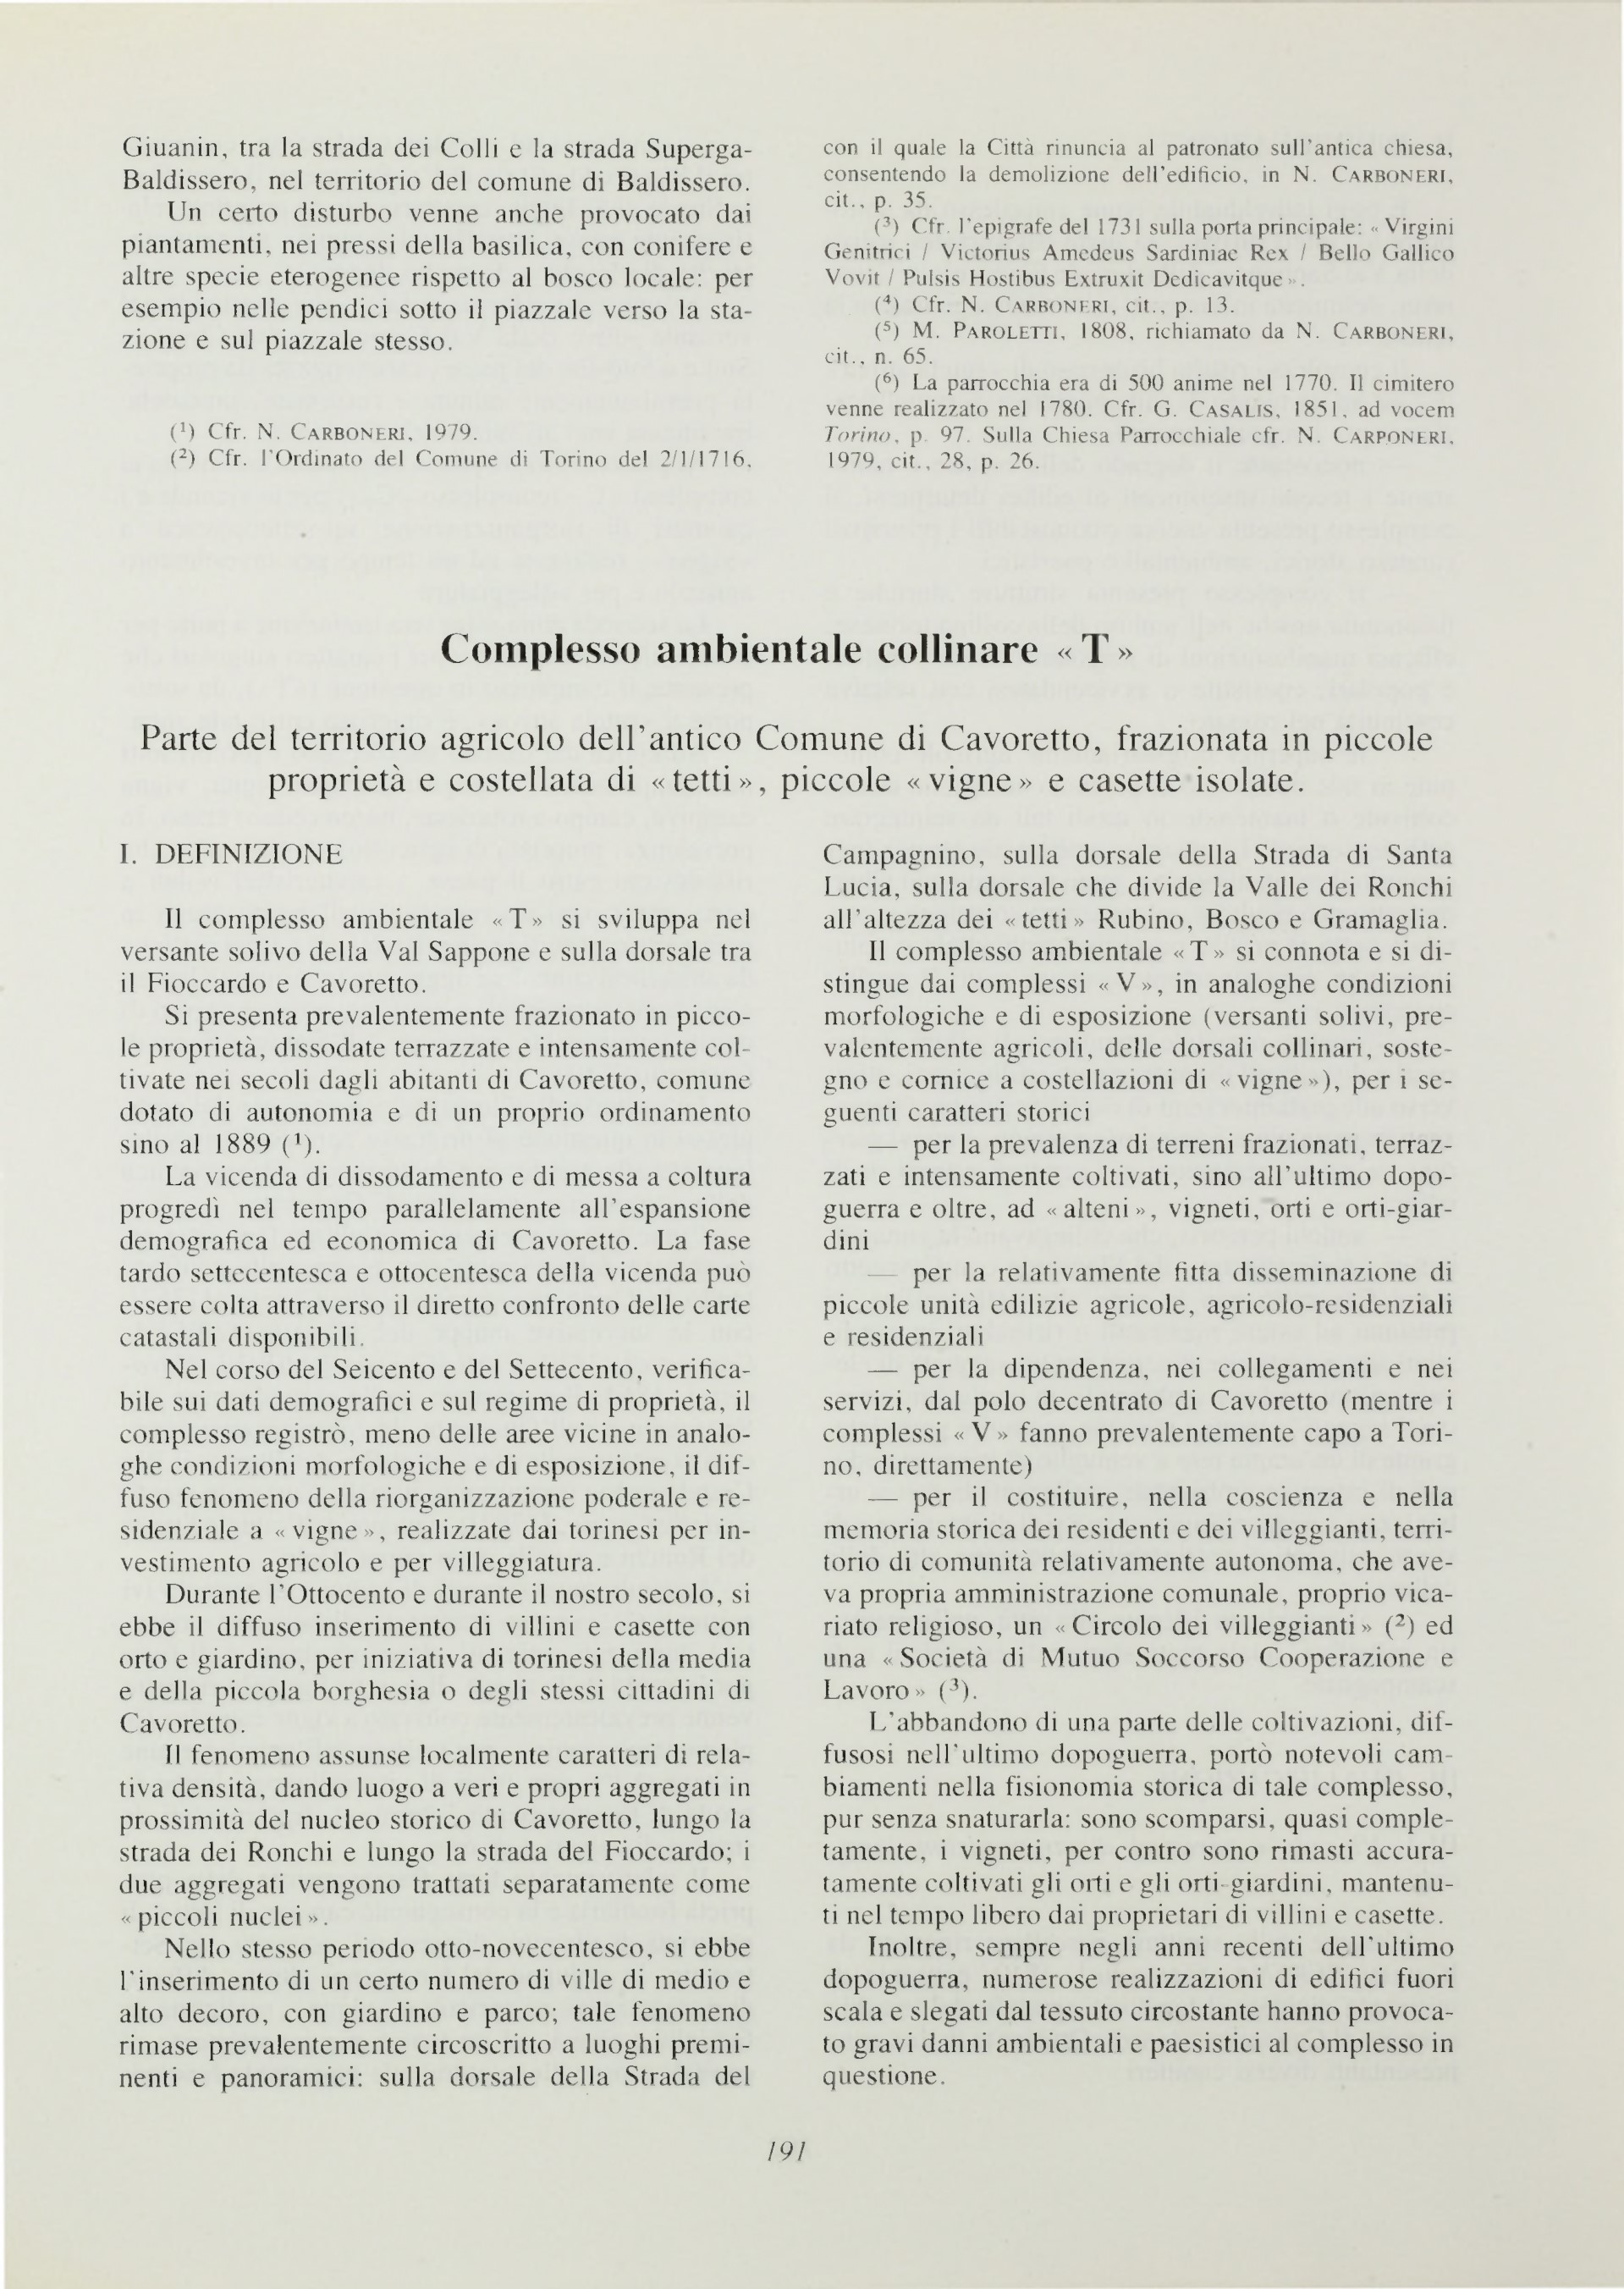 Giuanin, tra la strada dei Colli e la strada Superga-
Baldissero, nel territorio del comune di Baldissero.
Un certo disturbo venne anche provocato dai
piantamenti, nei pressi della basilica, con conifere e
altre specie eterogenee rispetto al bosco locale: per
esempio nelle pendici sotto il piazzale verso la sta-
zione e sul piazzale stesso.
(¹) Cfr. N. CARBONERI, 1979.
(²) Cfr. l'Ordinato del Comune di Torino del 2/1/1716,
con il quale la Città rinuncia al patronato sull'antica chiesa,
consentendo la demolizione dell'edificio, in N. CARBONERI,
cit., p. 35.
(³) Cfr. l'epigrafe del 1731 sulla porta principale: « Virgini
Genitrici / Victorius Amedeus Sardiniae Rex / Bello Gallico
Vovit / Pulsis Hostibus Extruxit Dedicavitque ».
(⁴) Cfr. N. CARBONERI, cit., p. 13.
(⁵) M. PAROLETTI, 1808, richiamato da N. CARBONERI,
cit., n. 65.
(⁶) La parrocchia era di 500 anime nel 1770. Il cimitero
venne realizzato nel 1780. Cfr. G. CASALIS, 1851, ad vocem
Torino, p. 97. Sulla Chiesa Parrocchiale cfr. N. CARPONERI,
1979, cit., 28, p. 26.
Complesso ambientale collinare « T »
Parte del territorio agricolo dell'antico Comune di Cavoretto, frazionata in piccole
proprietà e costellata di « tetti », piccole « vigne » e casette isolate.
I. DEFINIZIONE
Il complesso ambientale « T » si sviluppa nel
versante solivo della Val Sappone e sulla dorsale tra
il Fioccardo e Cavoretto.
Si presenta prevalentemente frazionato in picco-
le proprietà, dissodate terrazzate e intensamente col-
tivate nei secoli dagli abitanti di Cavoretto, comune
dotato di autonomia e di un proprio ordinamento
sino al 1889 (¹).
La vicenda di dissodamento e di messa a coltura
progredì nel tempo parallelamente all'espansione
demografica ed economica di Cavoretto. La fase
tardo settecentesca e ottocentesca della vicenda può
essere colta attraverso il diretto confronto delle carte
catastali disponibili.
Nel corso del Seicento e del Settecento, verifica-
bile sui dati demografici e sul regime di proprietà, il
complesso registrò, meno delle aree vicine in analo-
ghe condizioni morfologiche e di esposizione, il dif-
fuso fenomeno della riorganizzazione poderale e re-
sidenziale a « vigne », realizzate dai torinesi per in-
vestimento agricolo e per villeggiatura.
Durante l'Ottocento e durante il nostro secolo, si
ebbe il diffuso inserimento di villini e casette con
orto e giardino, per iniziativa di torinesi della media
e della piccola borghesia o degli stessi cittadini di
Cavoretto.
Il fenomeno assunse localmente caratteri di rela-
tiva densità, dando luogo a veri e propri aggregati in
prossimità del nucleo storico di Cavoretto, lungo la
strada dei Ronchi e lungo la strada del Fioccardo; i
due aggregati vengono trattati separatamente come
« piccoli nuclei ».
Nello stesso periodo otto-novecentesco, si ebbe
l'inserimento di un certo numero di ville di medio e
alto decoro, con giardino e parco; tale fenomeno
rimase prevalentemente circoscritto a luoghi premi-
nenti e panoramici: sulla dorsale della Strada del
Campagnino, sulla dorsale della Strada di Santa
Lucia, sulla dorsale che divide la Valle dei Ronchi
all'altezza dei « tetti » Rubino, Bosco e Gramaglia.
Il complesso ambientale « T » si connota e si di-
stingue dai complessi « V », in analoghe condizioni
morfologiche e di esposizione (versanti solivi, pre-
valentemente agricoli, delle dorsali collinari, soste-
gno e cornice a costellazioni di « vigne »), per i se-
guenti caratteri storici
— per la prevalenza di terreni frazionati, terraz-
zati e intensamente coltivati, sino all'ultimo dopo-
guerra e oltre, ad « alteni », vigneti, orti e orti-giar-
dini
— per la relativamente fitta disseminazione di
piccole unità edilizie agricole, agricolo-residenziali
e residenziali
— per la dipendenza, nei collegamenti e nei
servizi, dal polo decentrato di Cavoretto (mentre i
complessi « V » fanno prevalentemente capo a Tori-
no, direttamente)
— per il costituire, nella coscienza e nella
memoria storica dei residenti e dei villeggianti, terri-
torio di comunità relativamente autonoma, che ave-
va propria amministrazione comunale, proprio vica-
riato religioso, un « Circolo dei villeggianti » (²) ed
una « Società di Mutuo Soccorso Cooperazione e
Lavoro » (³).
L'abbandono di una parte delle coltivazioni, dif-
fusosi nell'ultimo dopoguerra, portò notevoli cam-
biamenti nella fisionomia storica di tale complesso,
pur senza snaturarla: sono scomparsi, quasi comple-
tamente, i vigneti, per contro sono rimasti accura-
tamente coltivati gli orti e gli orti-giardini, mantenu-
ti nel tempo libero dai proprietari di villini e casette.
Inoltre, sempre negli anni recenti dell'ultimo
dopoguerra, numerose realizzazioni di edifici fuori
scala e slegati dal tessuto circostante hanno provoca-
to gravi danni ambientali e paesistici al complesso in
questione.
191